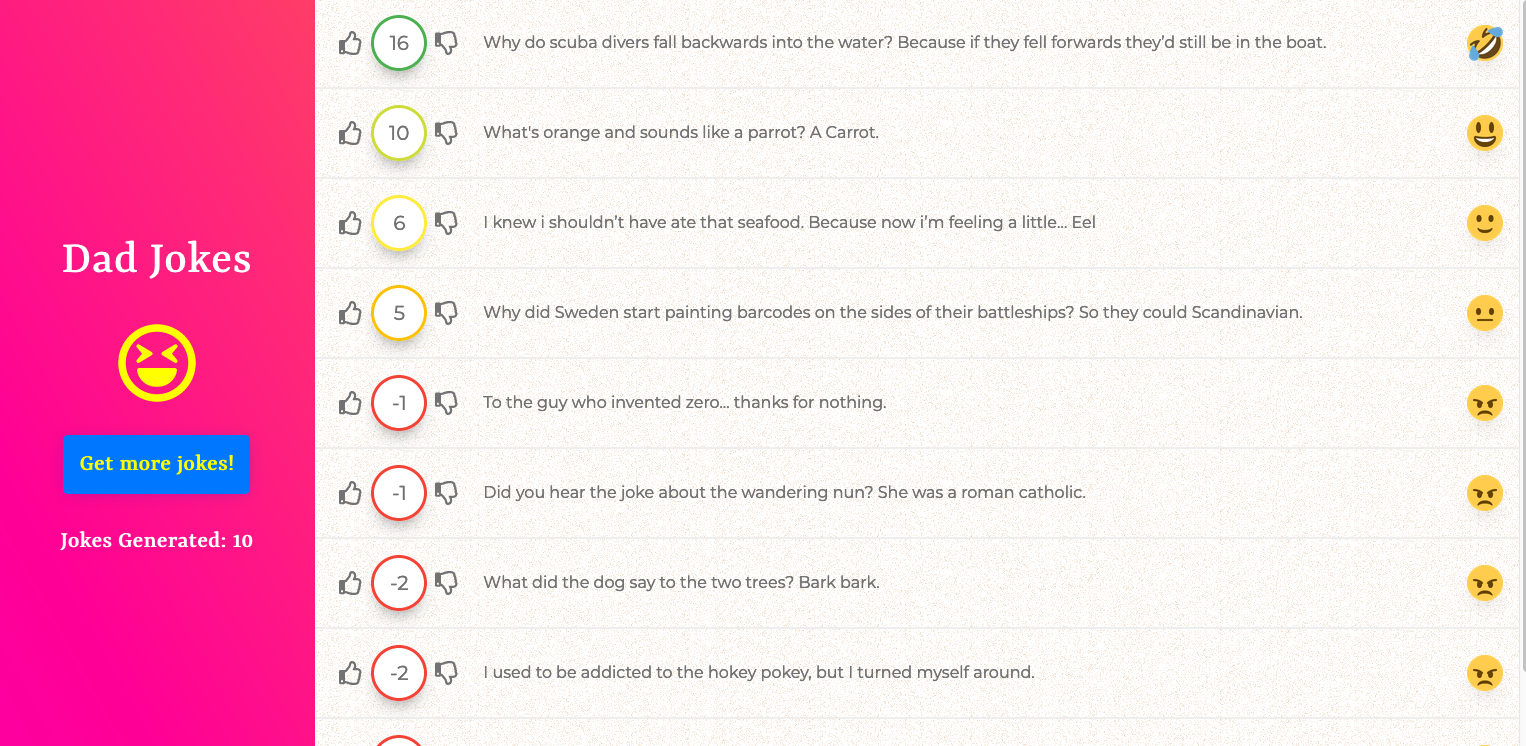 Dad Jokes
Get more jokes!
Jokes Generated: 10
16 Why do scuba divers fall backwards into the water? Because if they fell forwards they’d still be in the boat.
10 What's orange and sounds like a parrot? A Carrot.
6 I knew i shouldn’t have ate that seafood. Because now i’m feeling a little... Eel
5 Why did Sweden start painting barcodes on the sides of their battleships? So they could Scandinavian.
-1 To the guy who invented zero... thanks for nothing.
-1 Did you hear the joke about the wandering nun? She was a roman catholic.
-2 What did the dog say to the two trees? Bark bark.
-2 I used to be addicted to the hokey pokey, but I turned myself around.